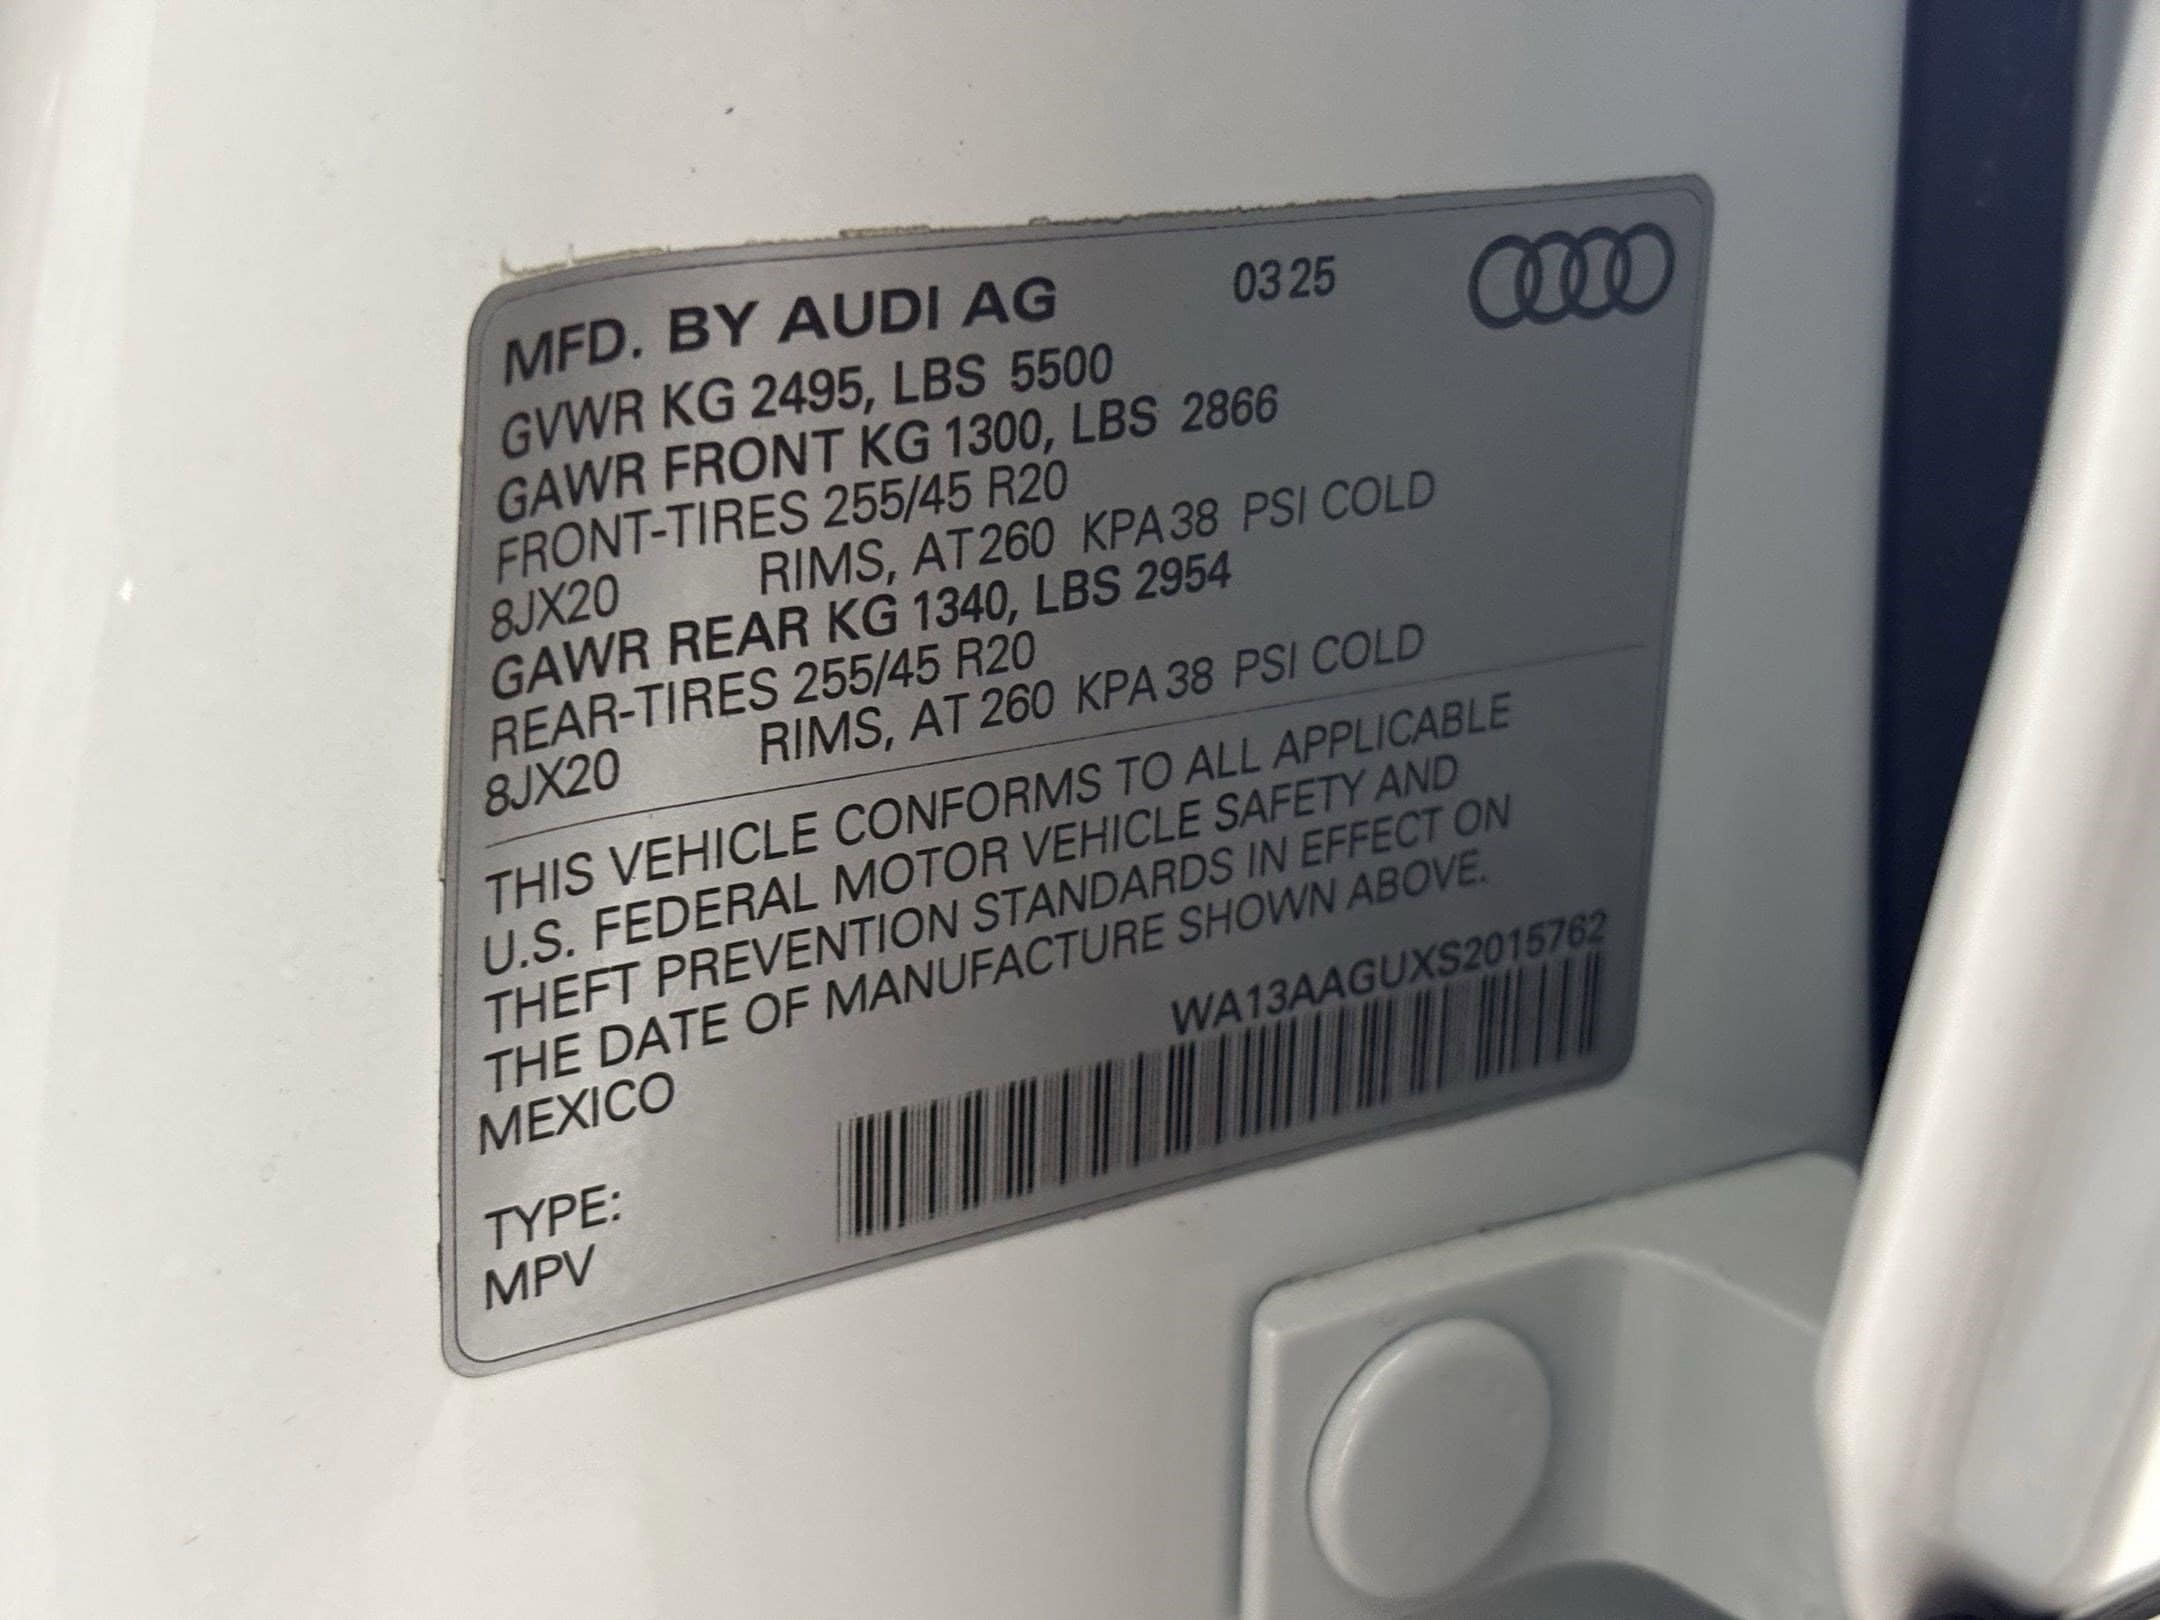 MFD. BY AUDI AG 03 25
GVWR KG 2495, LBS 5500
GAWR FRONT KG 1300, LBS 2866
FRONT-TIRES 255/45 R20
8JX20 RIMS, AT 260 KPA 38 PSI COLD
GAWR REAR KG 1340, LBS 2954
REAR-TIRES 255/45 R20
8JX20 RIMS, AT 260 KPA 38 PSI COLD
THIS VEHICLE CONFORMS TO ALL APPLICABLE
U.S. FEDERAL MOTOR VEHICLE SAFETY AND
THEFT PREVENTION STANDARDS IN EFFECT ON
THE DATE OF MANUFACTURE SHOWN ABOVE.
MEXICO
WA13AAGUXS2015762
TYPE:
MPV